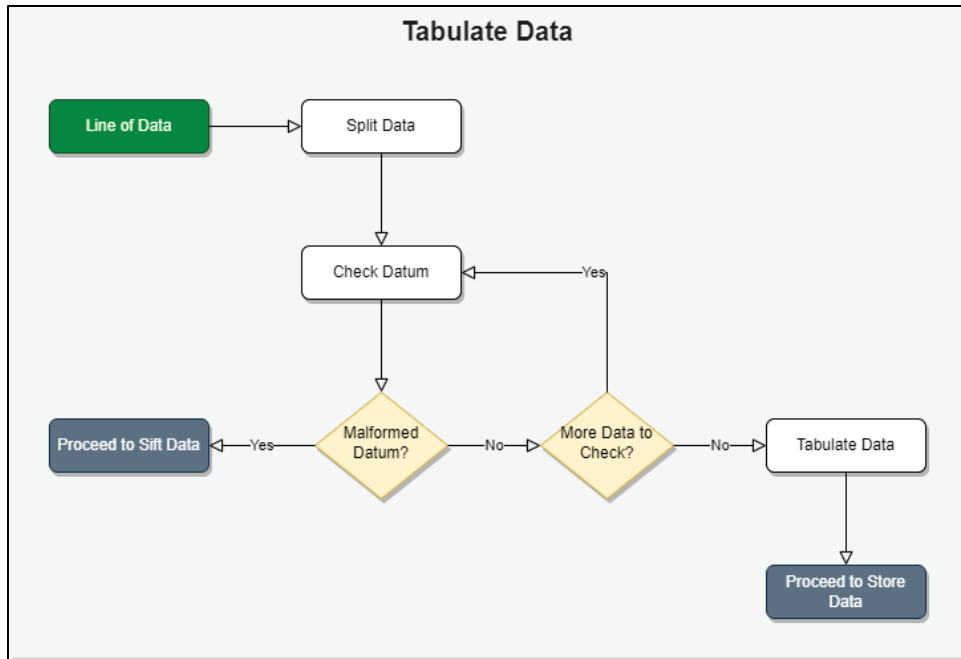 Tabulate Data
Line of Data
Split Data
Check Datum
Yes
Proceed to Sift Data
Yes
Malformed
Datum?
No
More Data to
Check?
No
Tabulate Data
Proceed to Store
Data